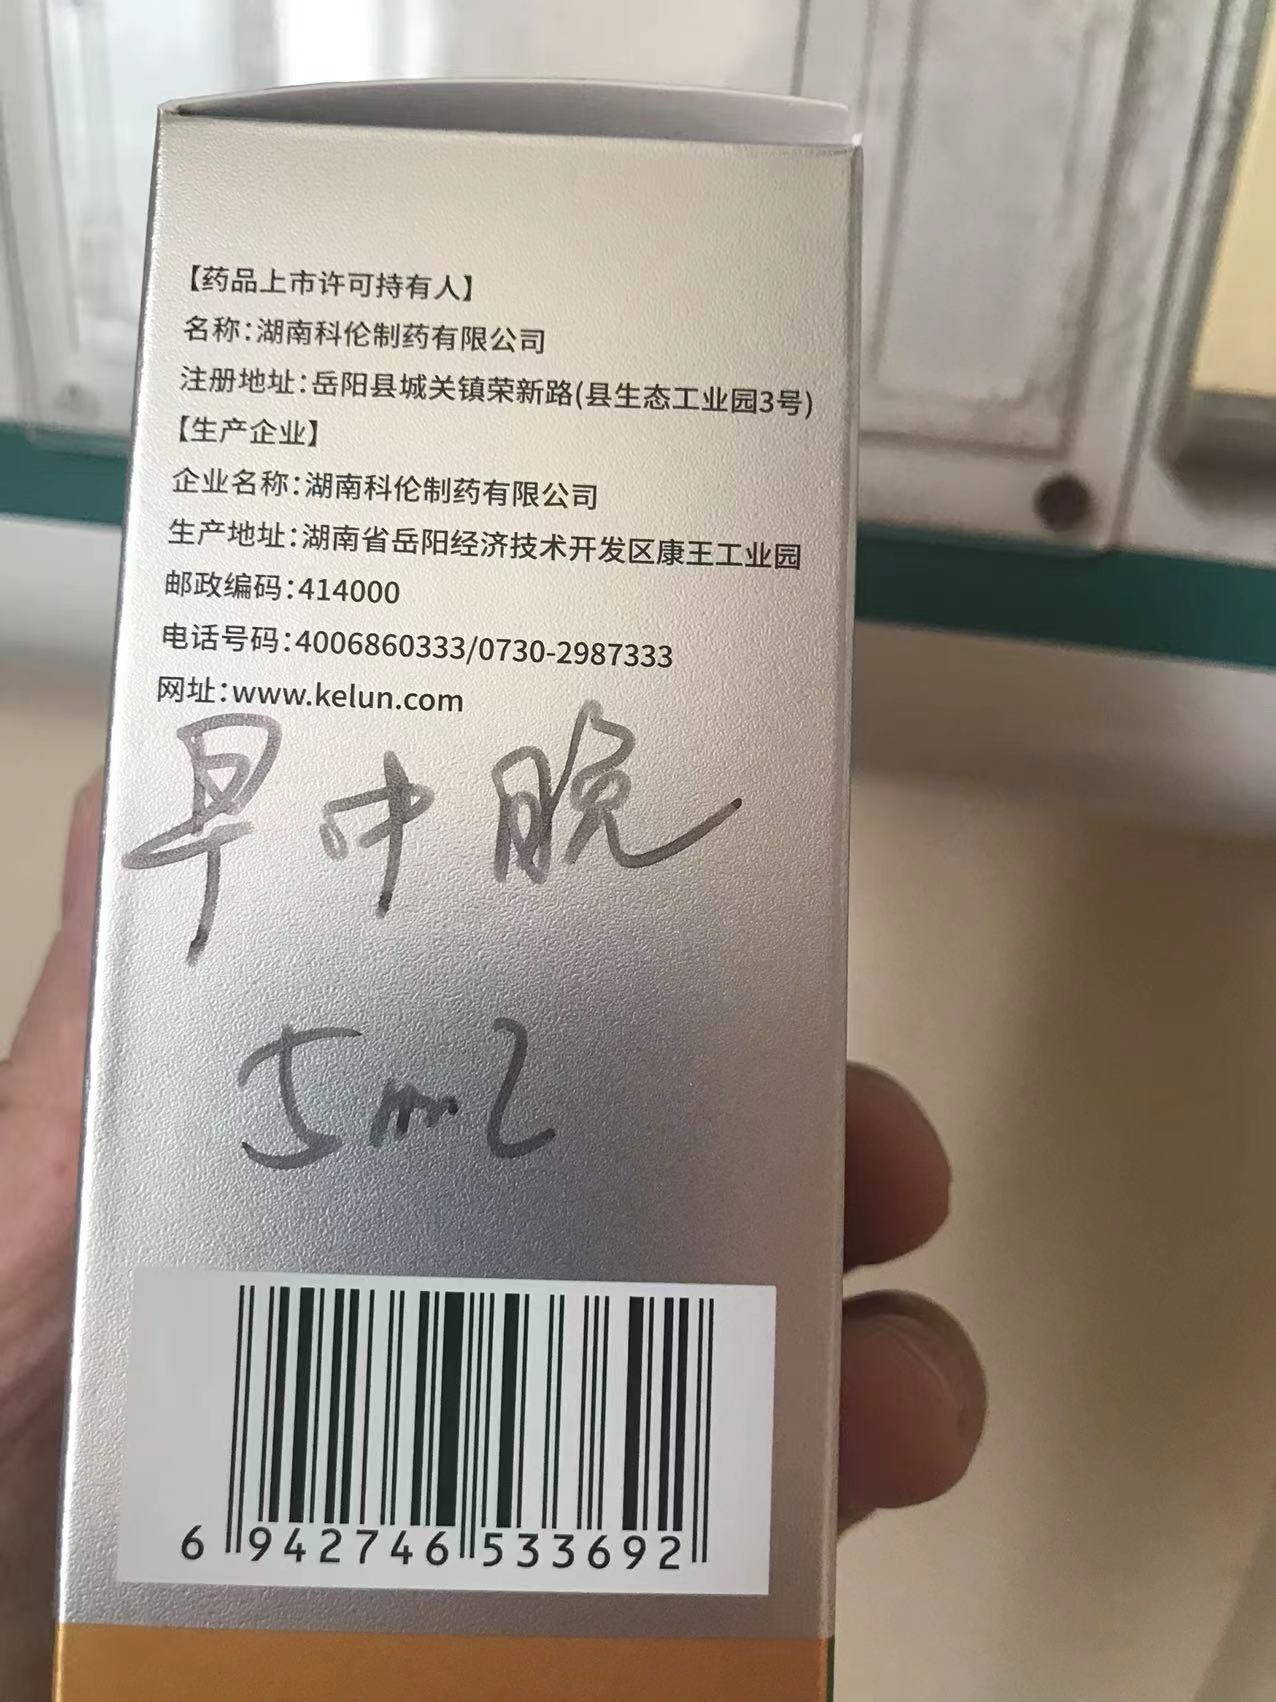 【药品上市许可持有人】
名称:湖南科伦制药有限公司
注册地址:岳阳县城关镇荣新路(县生态工业园3号)
【生产企业】
企业名称:湖南科伦制药有限公司
生产地址:湖南省岳阳经济技术开发区康王工业园
邮政编码:414000
电话号码:4006860333/0730-2987333
网址:www.kelun.com
早中晚
5ml
6 942746 533692